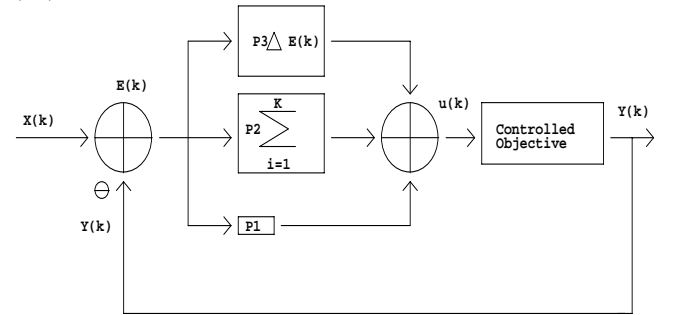 P3△ E(k)
E(k)
X(k)
K
P2 ∑
i=1
u(k)
Controlled
Objective
Y(k)
⊖
Y(k)
P1